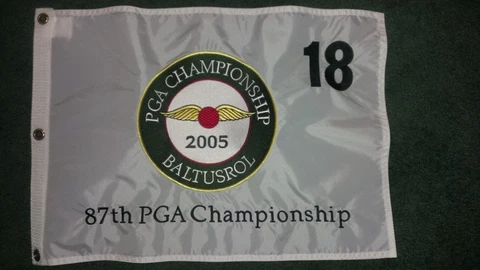 18
PGA CHAMPIONSHIP
2005
BALTUSROL
87th PGA Championship